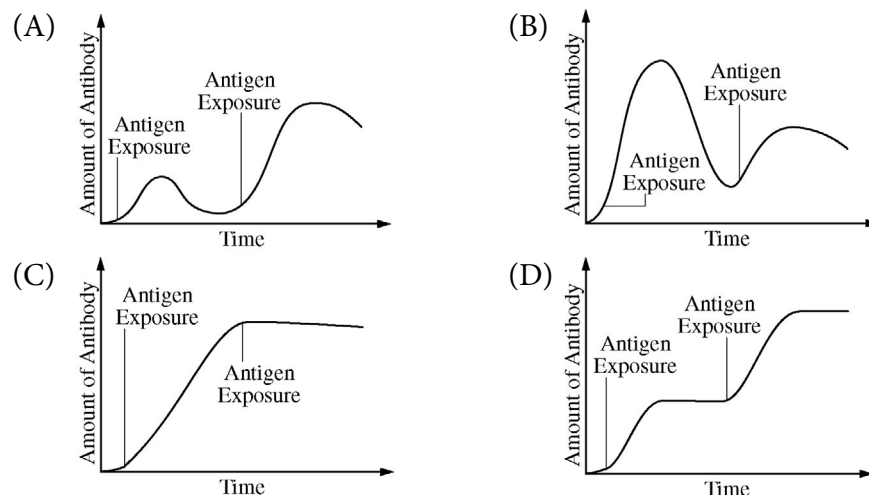 (A)
Amount of Antibody
Antigen
Exposure
Antigen
Exposure
Time
(B)
Amount of Antibody
Antigen
Exposure
Antigen
Exposure
Time
(C)
Amount of Antibody
Antigen
Exposure
Antigen
Exposure
Time
(D)
Amount of Antibody
Antigen
Exposure
Antigen
Exposure
Time